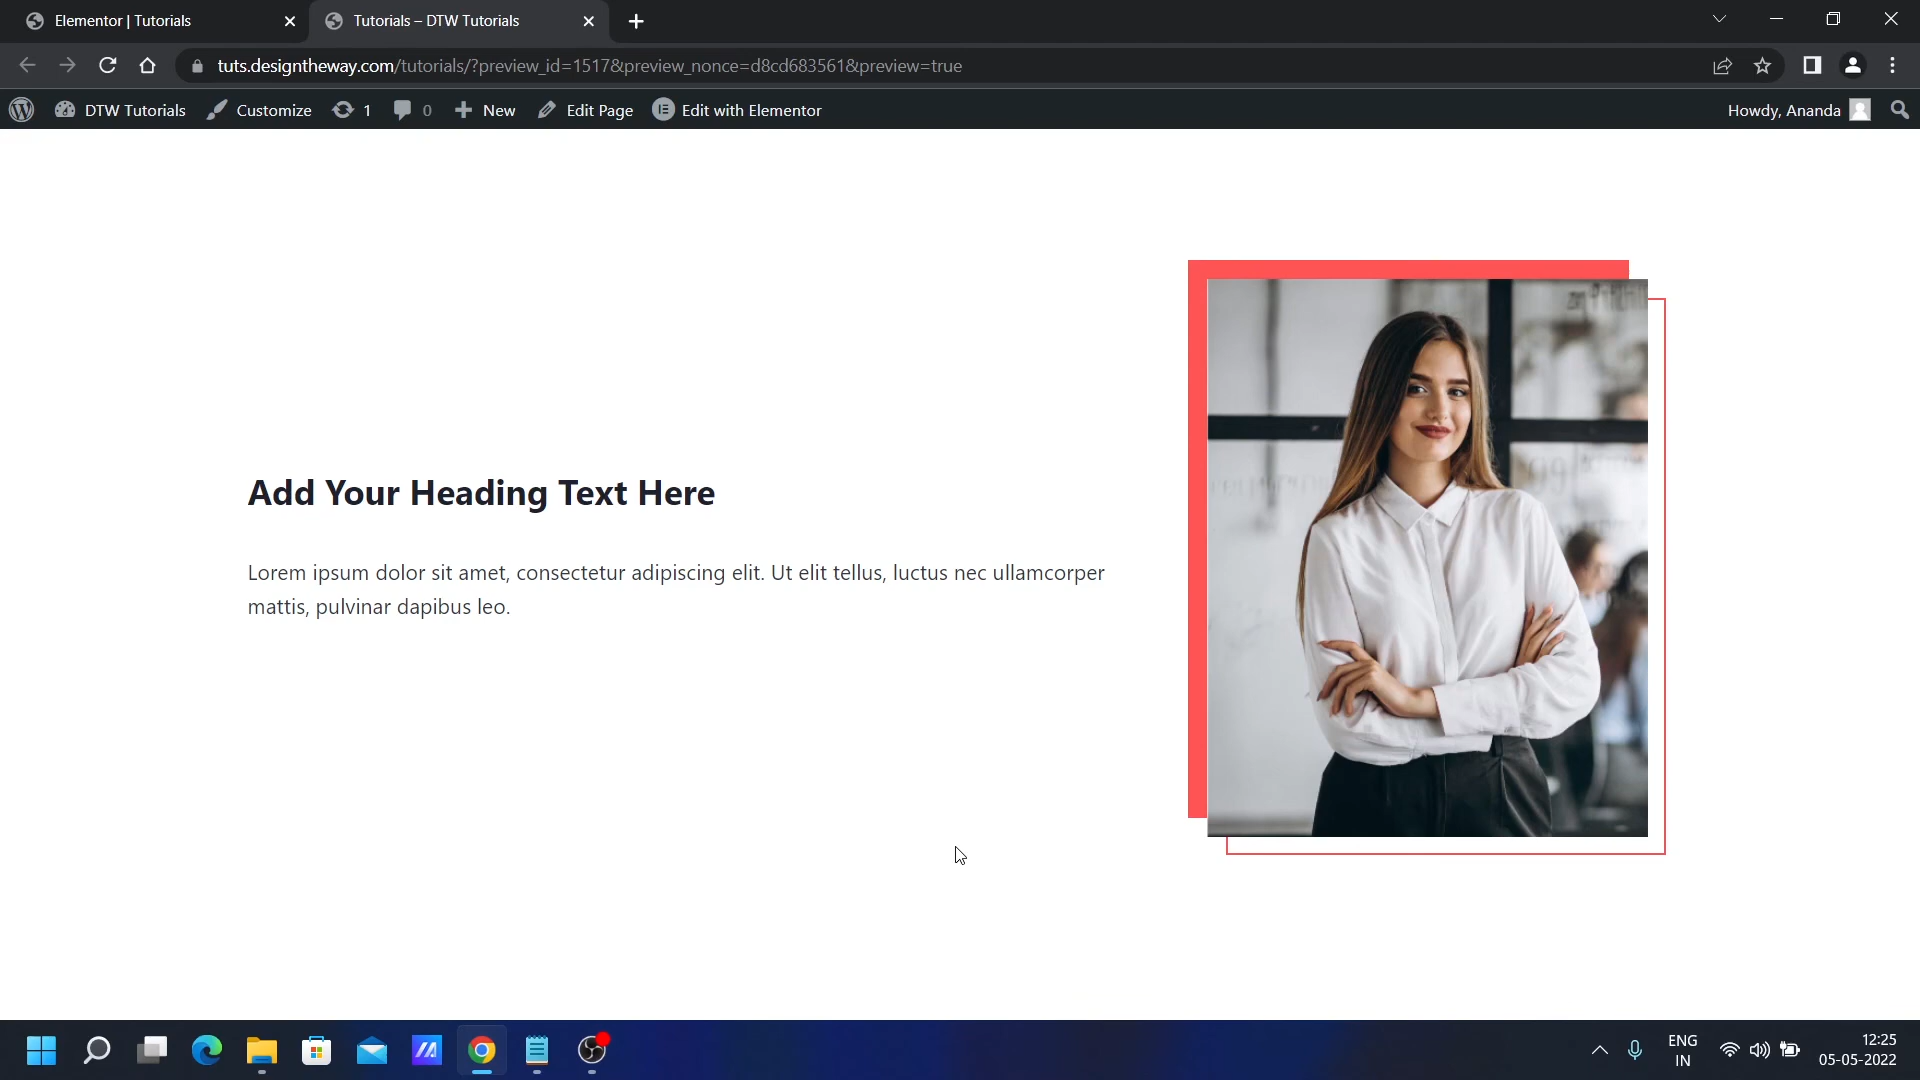 Elementor | Tutorials
Tutorials – DTW Tutorials
tuts.designtheway.com/tutorials/?preview_id=1517&preview_nonce=d8cd683561&preview=true
DTW Tutorials
Customize
1
0
New
Edit Page
Edit with Elementor
Howdy, Ananda
Add Your Heading Text Here
Lorem ipsum dolor sit amet, consectetur adipiscing elit. Ut elit tellus, luctus nec ullamcorper
mattis, pulvinar dapibus leo.
ENG
IN
12:25
05-05-2022